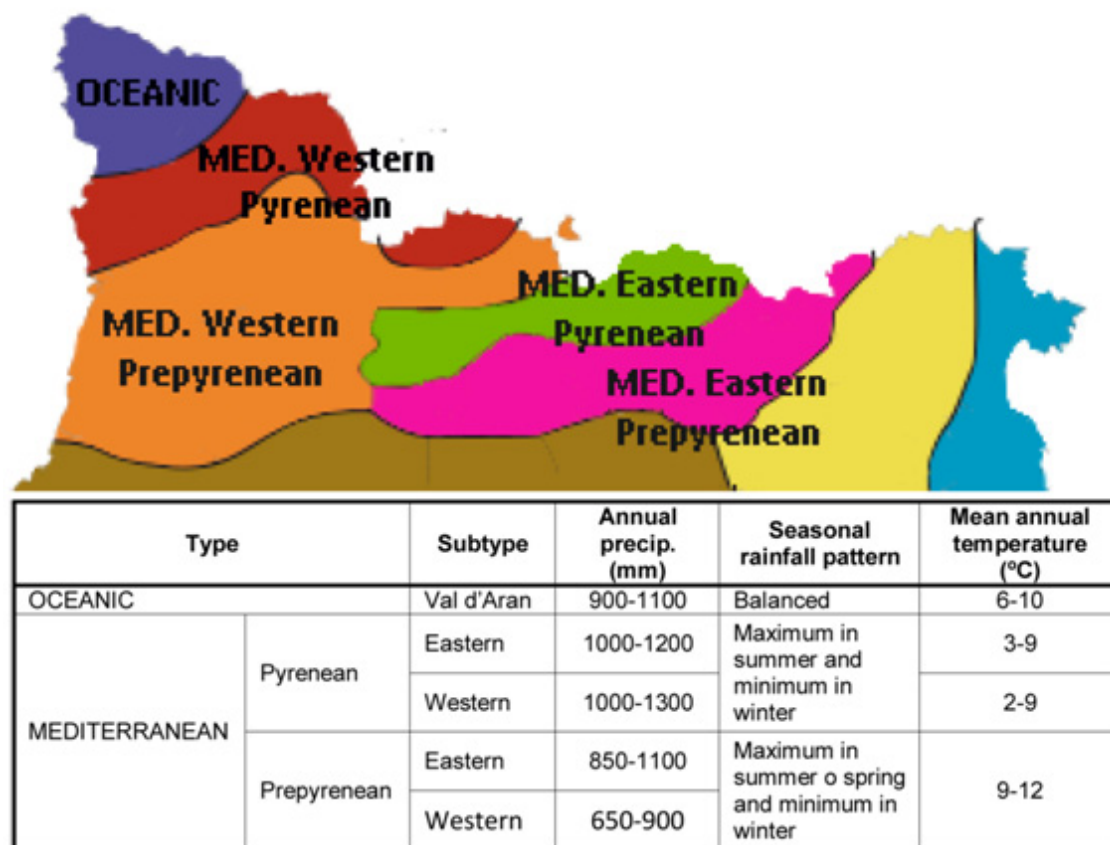 OCEANIC
MED. Western
Pyrenean
MED. Eastern
Pyrenean
MED. Western
Prepyrenean
MED. Eastern
Prepyrenean
Type Subtype Annual precip. (mm) Seasonal rainfall pattern Mean annual temperature (ºC)
OCEANIC Val d'Aran 900-1100 Balanced 6-10
MEDITERRANEAN Pyrenean Eastern 1000-1200 Maximum in summer and minimum in winter 3-9
Western 1000-1300 2-9
Prepyrenean Eastern 850-1100 Maximum in summer o spring and minimum in winter 9-12
Western 650-900